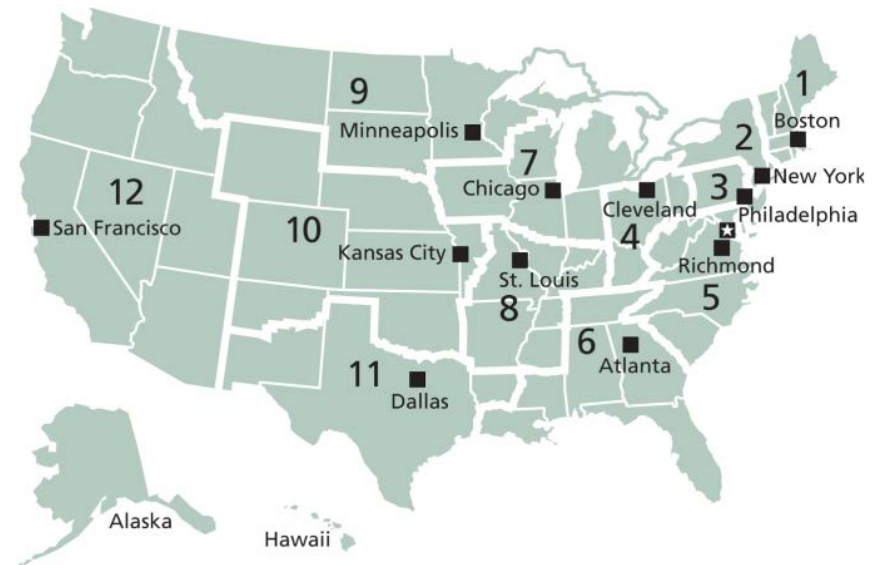 1
9
Boston
Minneapolis
2
7
New York
12
Chicago
3
Cleveland
Philadelphia
San Francisco
10
4
Kansas City
Richmond
St. Louis
5
8
6
Atlanta
11
Dallas
Alaska
Hawaii